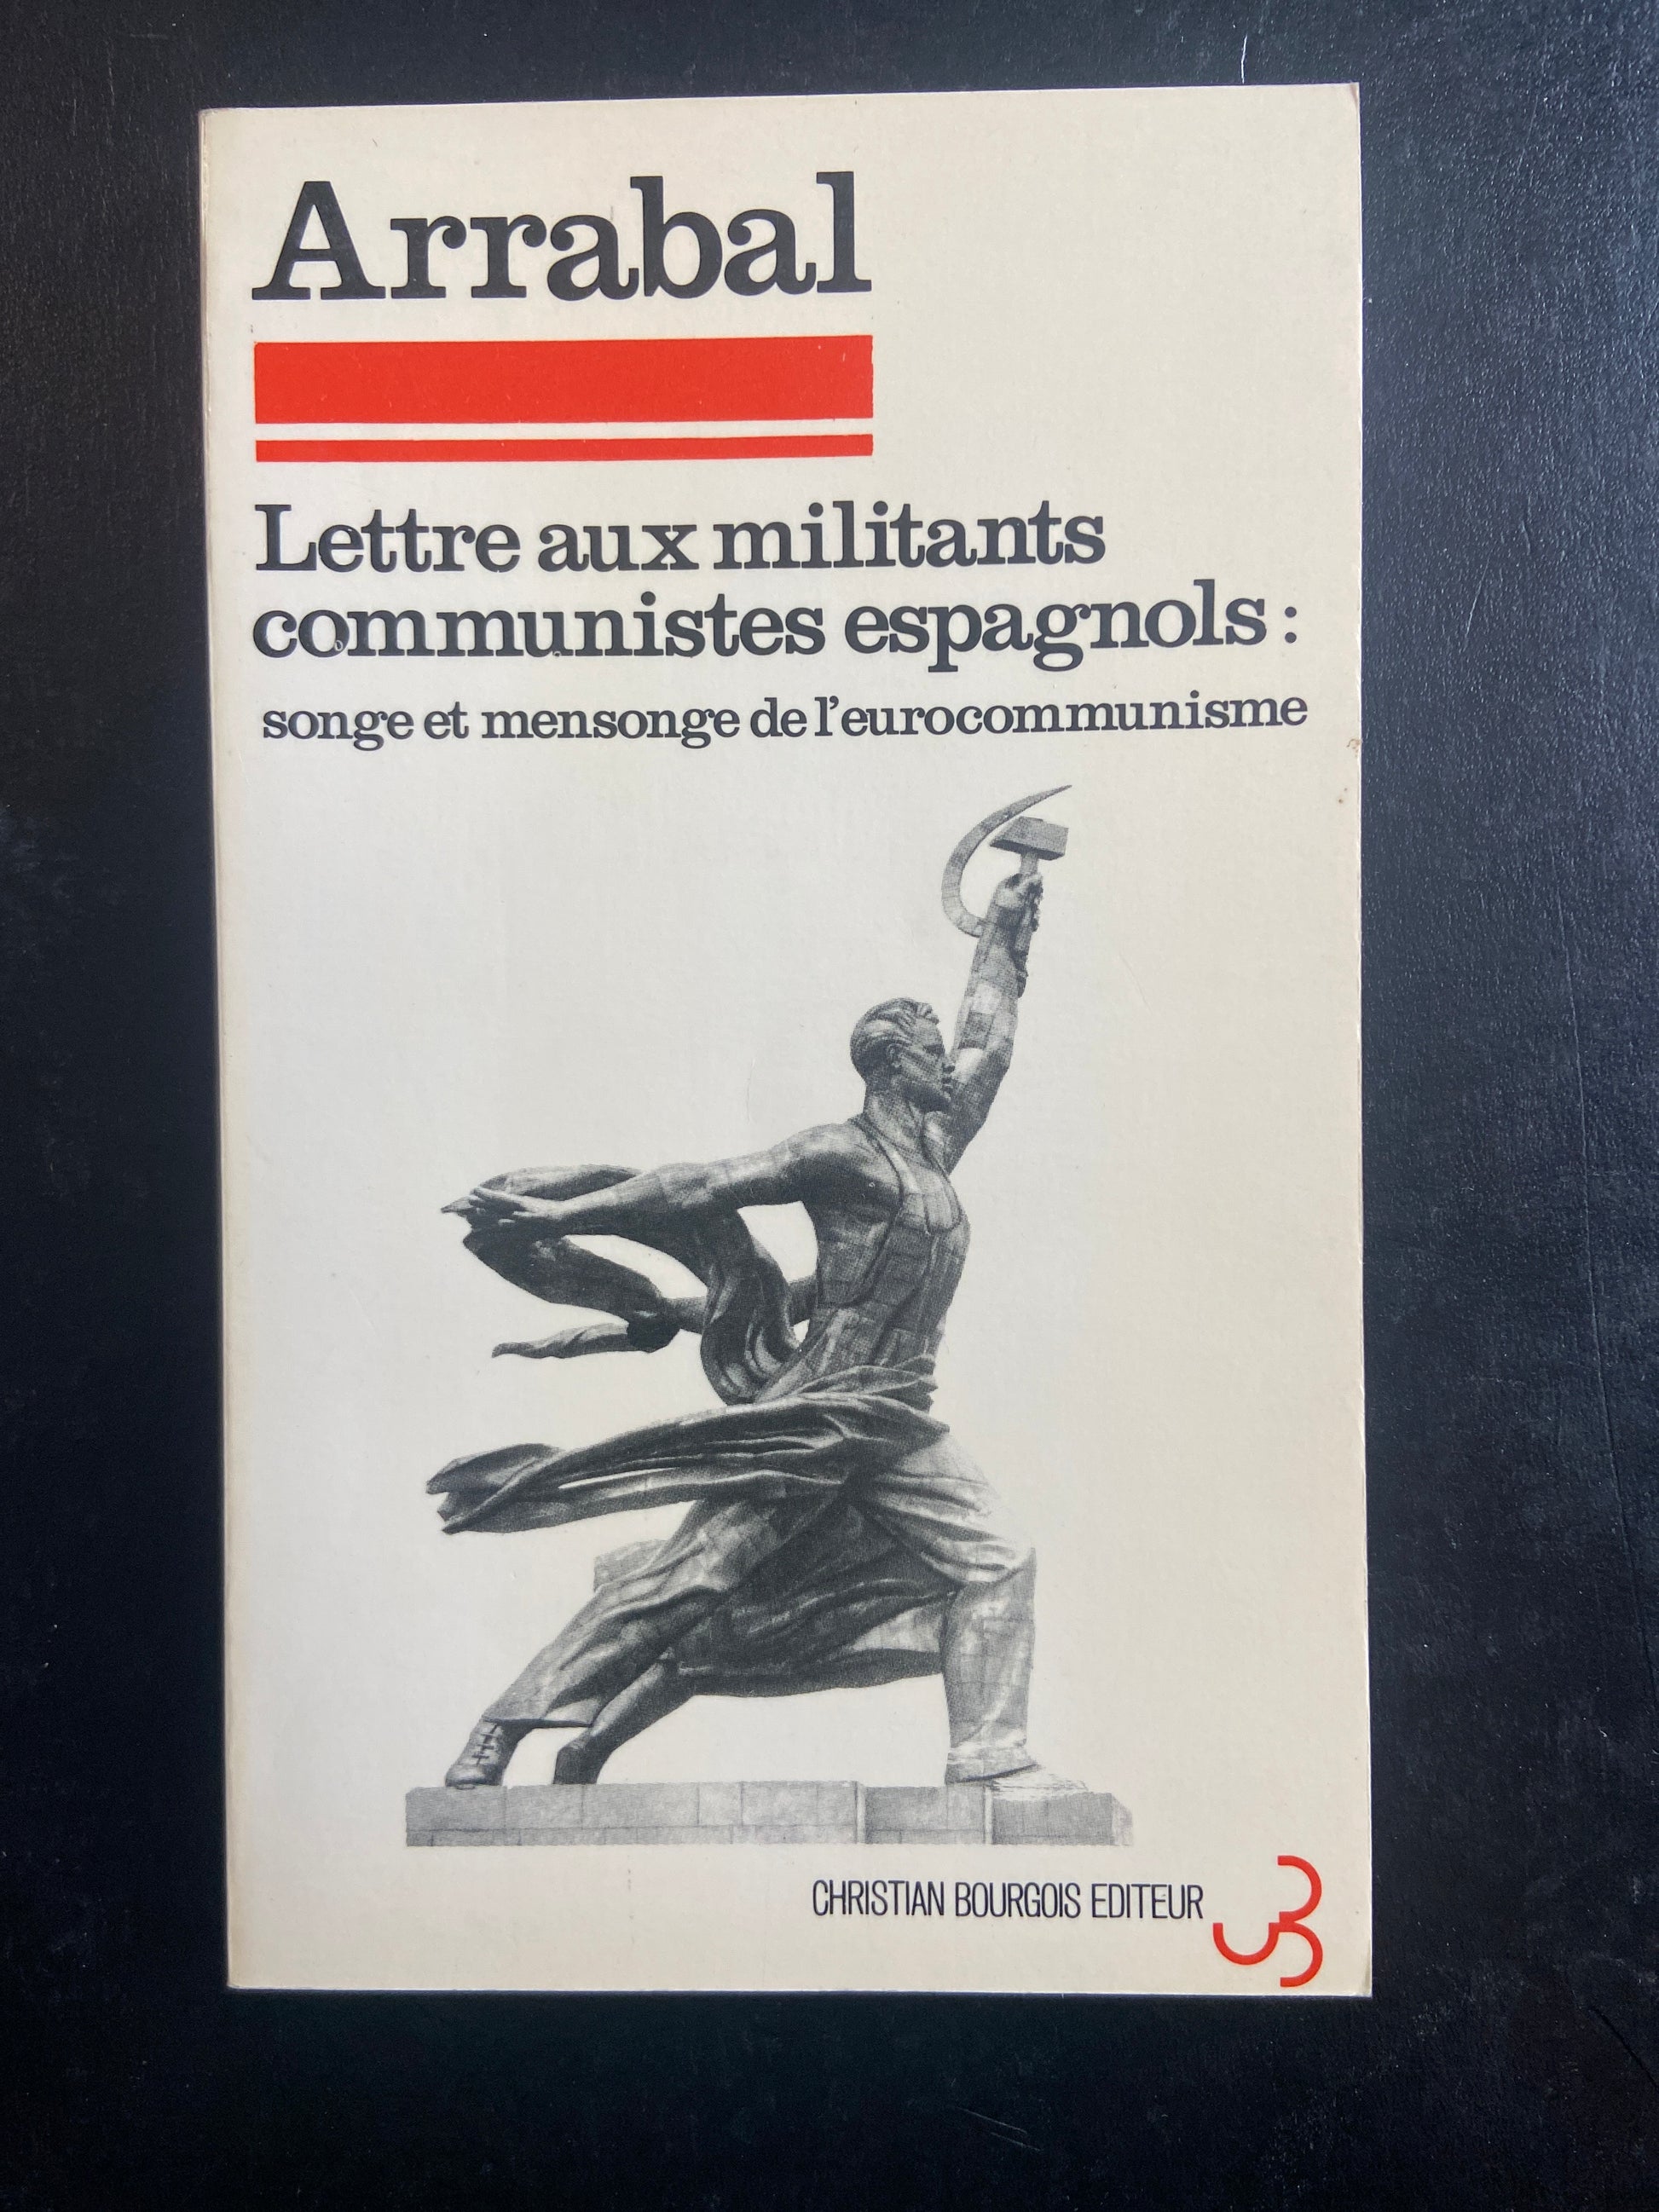 Arrabal
Lettre aux militants
communistes espagnols :
songe et mensonge de l'eurocommunisme
CHRISTIAN BOURGOIS EDITEUR